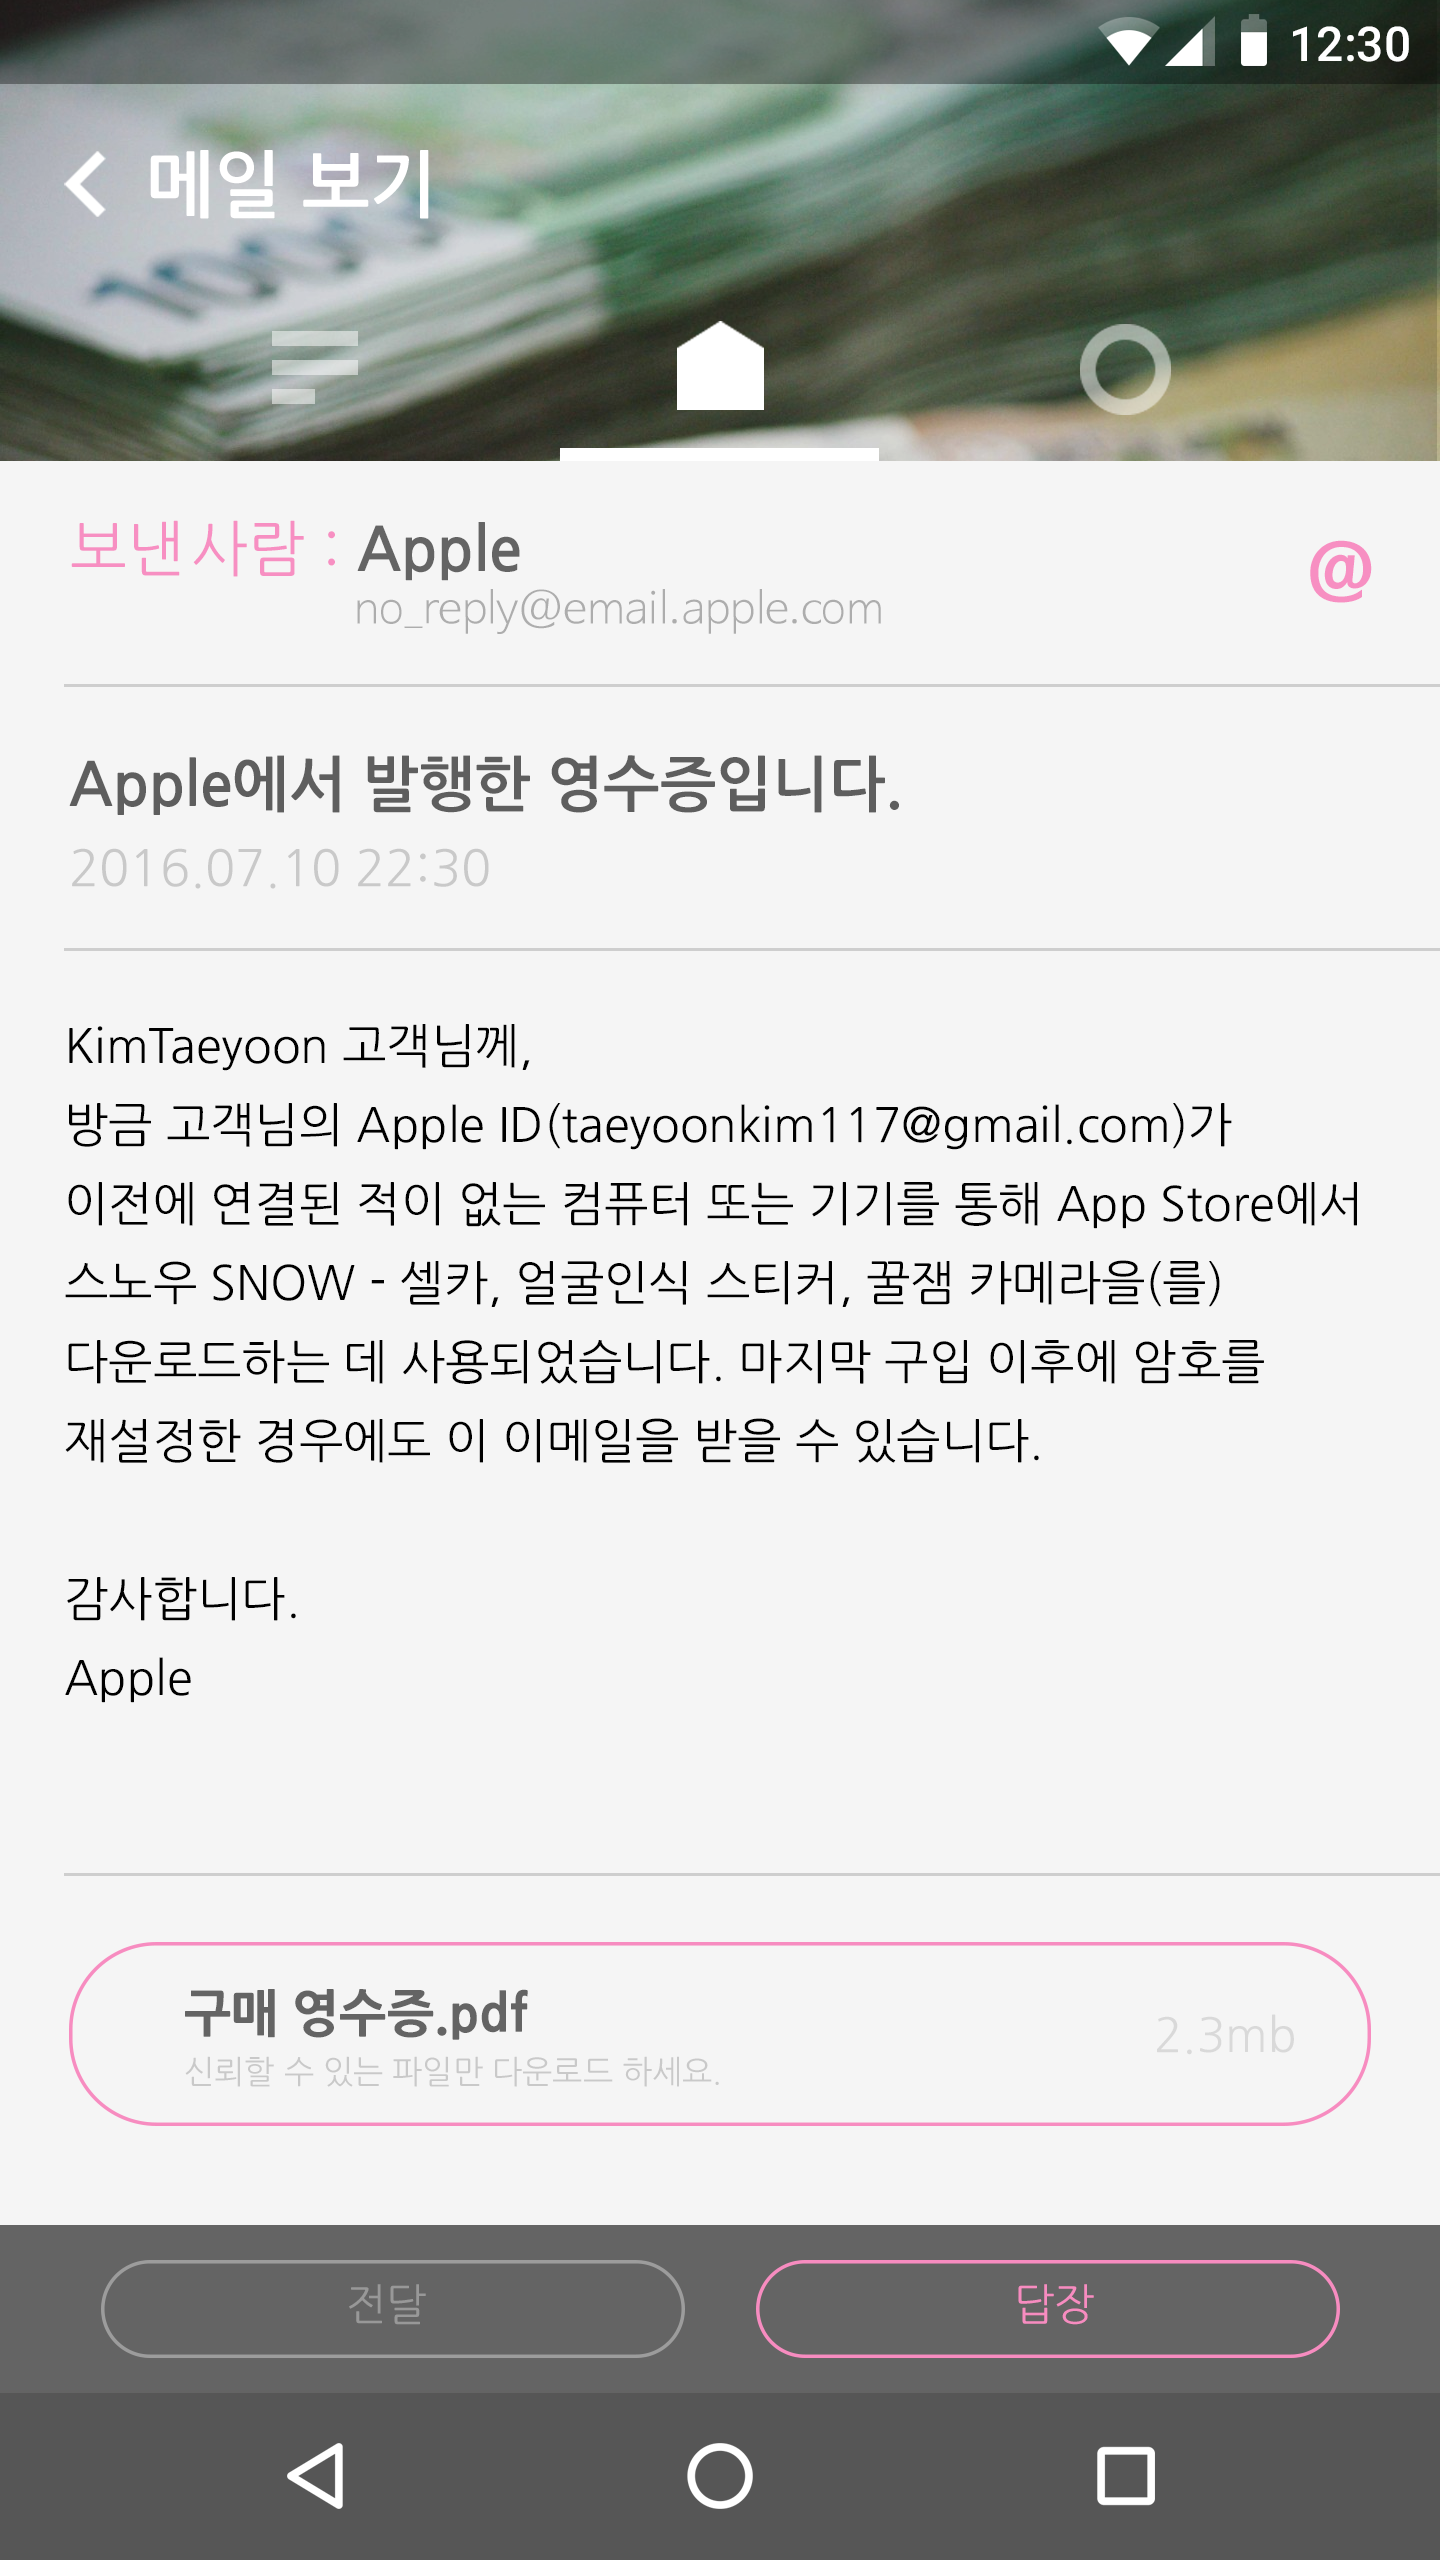 12:30
메일 보기
보낸사람 : Apple
no_reply@email.apple.com
@
Apple에서 발행한 영수증입니다.
2016.07.10 22:30
KimTaeyoon 고객님께,
방금 고객님의 Apple ID(taeyoonkim117@gmail.com)가
이전에 연결된 적이 없는 컴퓨터 또는 기기를 통해 App Store에서
스노우 SNOW - 셀카, 얼굴인식 스티커, 꿀잼 카메라을(를)
다운로드하는 데 사용되었습니다. 마지막 구입 이후에 암호를
재설정한 경우에도 이 이메일을 받을 수 있습니다.
감사합니다.
Apple
구매 영수증.pdf
신뢰할 수 있는 파일만 다운로드 하세요.
2.3mb
전달
답장